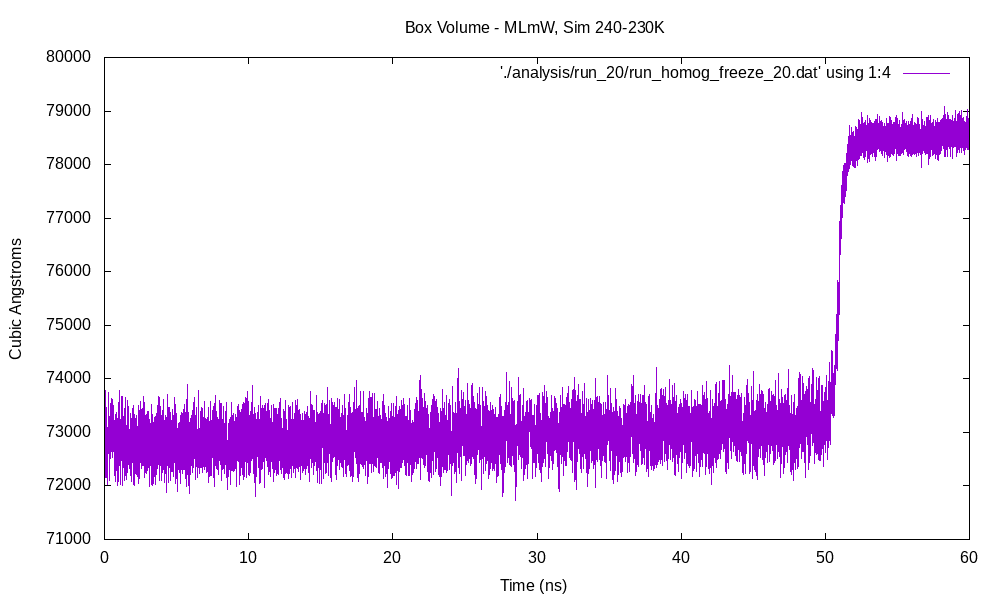 Box Volume - MLmW, Sim 240-230K
'./analysis/run_20/run_homog_freeze_20.dat' using 1:4
80000
79000
78000
77000
76000
75000
74000
73000
72000
71000
Cubic Angstroms
0 10 20 30 40 50 60
Time (ns)